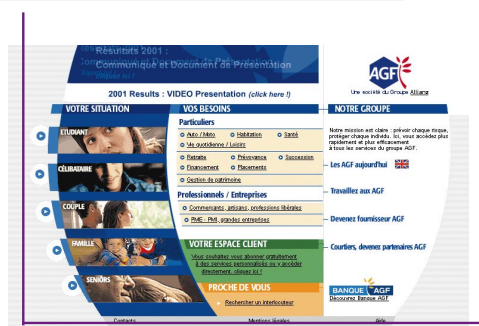 Résultats 2001 :
Communiqué et Document de Présentation
cliquez ici !
2001 Results : VIDEO Presentation (click here !)
AGF
Une société du Groupe Allianz
VOTRE SITUATION
VOS BESOINS
NOTRE GROUPE
ETUDIANT
CÉLIBATAIRE
COUPLE
FAMILLE
SENIORS
Particuliers
Auto / Moto
Habitation
Santé
Vie quotidienne / Loisirs
Retraite
Prévoyance
Succession
Financement
Placements
Gestion de patrimoine
Professionnels / Entreprises
Commerçants, artisans, professions libérales
PME - PMI, grandes entreprises
VOTRE ESPACE CLIENT
Vous souhaitez vous abonner gratuitement
à des services personnalisés ou y accéder
directement, cliquez ici !
PROCHE DE VOUS
Rechercher un interlocuteur
Notre mission est claire : prévoir chaque risque,
protéger chaque individu. Ici, vous accédez plus
rapidement et plus efficacement
à tous les services du groupe AGF.
Les AGF aujourd'hui
Travaillez aux AGF
Devenez fournisseur AGF
Courtiers, devenez partenaires AGF
BANQUE AGF
Découvrez Banque AGF
Contacts
Mentions légales
Aide